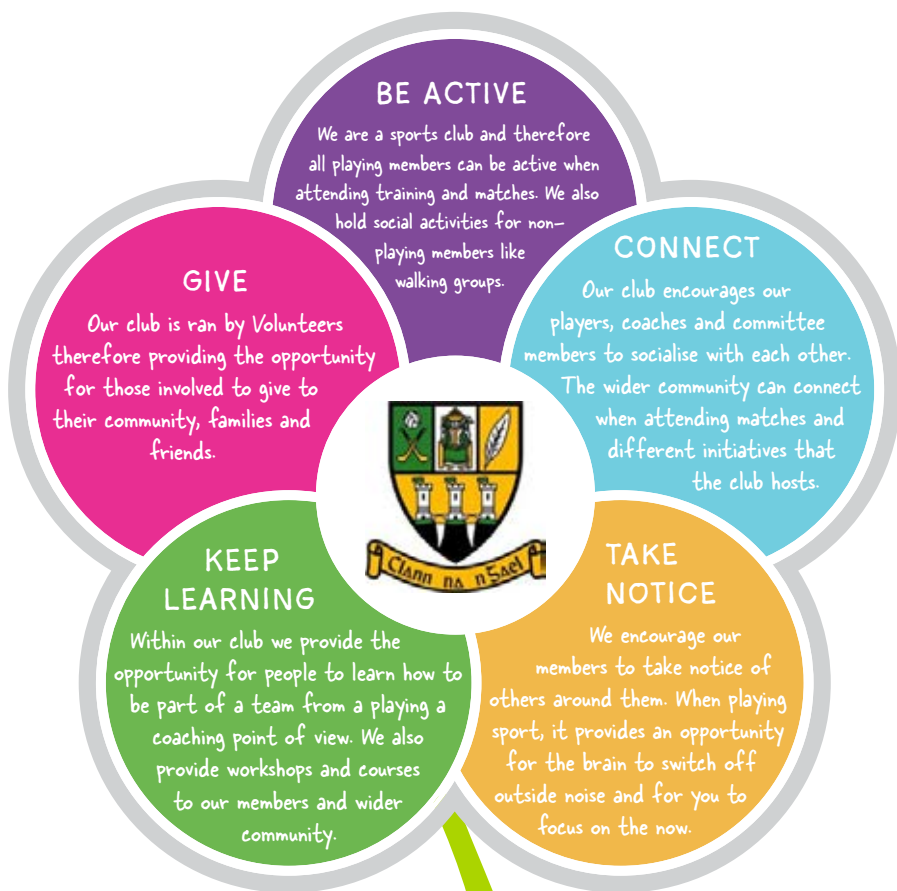 BE ACTIVE
We are a sports club and therefore
all playing members can be active when
attending training and matches. We also
hold social activities for non-
playing members like
walking groups.
GIVE
Our club is ran by Volunteers
therefore providing the opportunity
for those involved to give to
their community, families and
friends.
CONNECT
Our club encourages our
players, coaches and committee
members to socialise with each other.
The wider community can connect
when attending matches and
different initiatives that
the club hosts.
Clann na nGael
KEEP
LEARNING
Within our club we provide the
opportunity for people to learn how to
be part of a team from a playing a
coaching point of view. We also
provide workshops and courses
to our members and wider
community.
TAKE
NOTICE
We encourage our
members to take notice of
others around them. When playing
sport, it provides an opportunity
for the brain to switch off
outside noise and for you to
focus on the now.